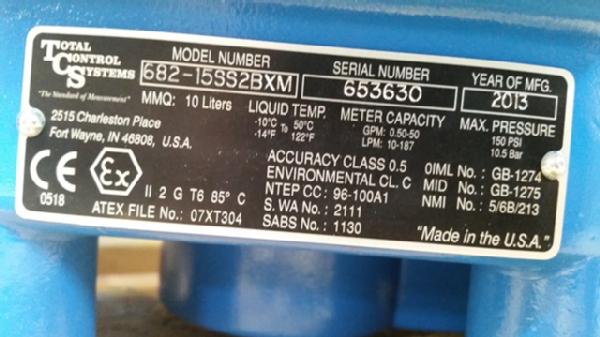 TOTAL
CONTROL
SYSTEMS
"The Standard of Measurement"
2515 Charleston Place
Fort Wayne, IN 46808, U.S.A.
MODEL NUMBER
682-15SS2BXM
SERIAL NUMBER
653630
YEAR OF MFG.
2013
MMQ: 10 Liters
LIQUID TEMP.
-10°C To 50°C
-14°F 122°F
METER CAPACITY
GPM: 0.50-50
LPM: 10-187
MAX. PRESSURE
150 PSI
10.5 Bar
CE
0518
Ex
II 2 G T6 85° C
ATEX FILE No.: 07XT304
ACCURACY CLASS 0.5
ENVIRONMENTAL CL. C
NTEP CC: 96-100A1
S. WA No.: 2111
SABS No.: 1130
OIML No.: GB-1274
MID No.: GB-1275
NMI No.: 5/6B/213
"Made in the U.S.A."